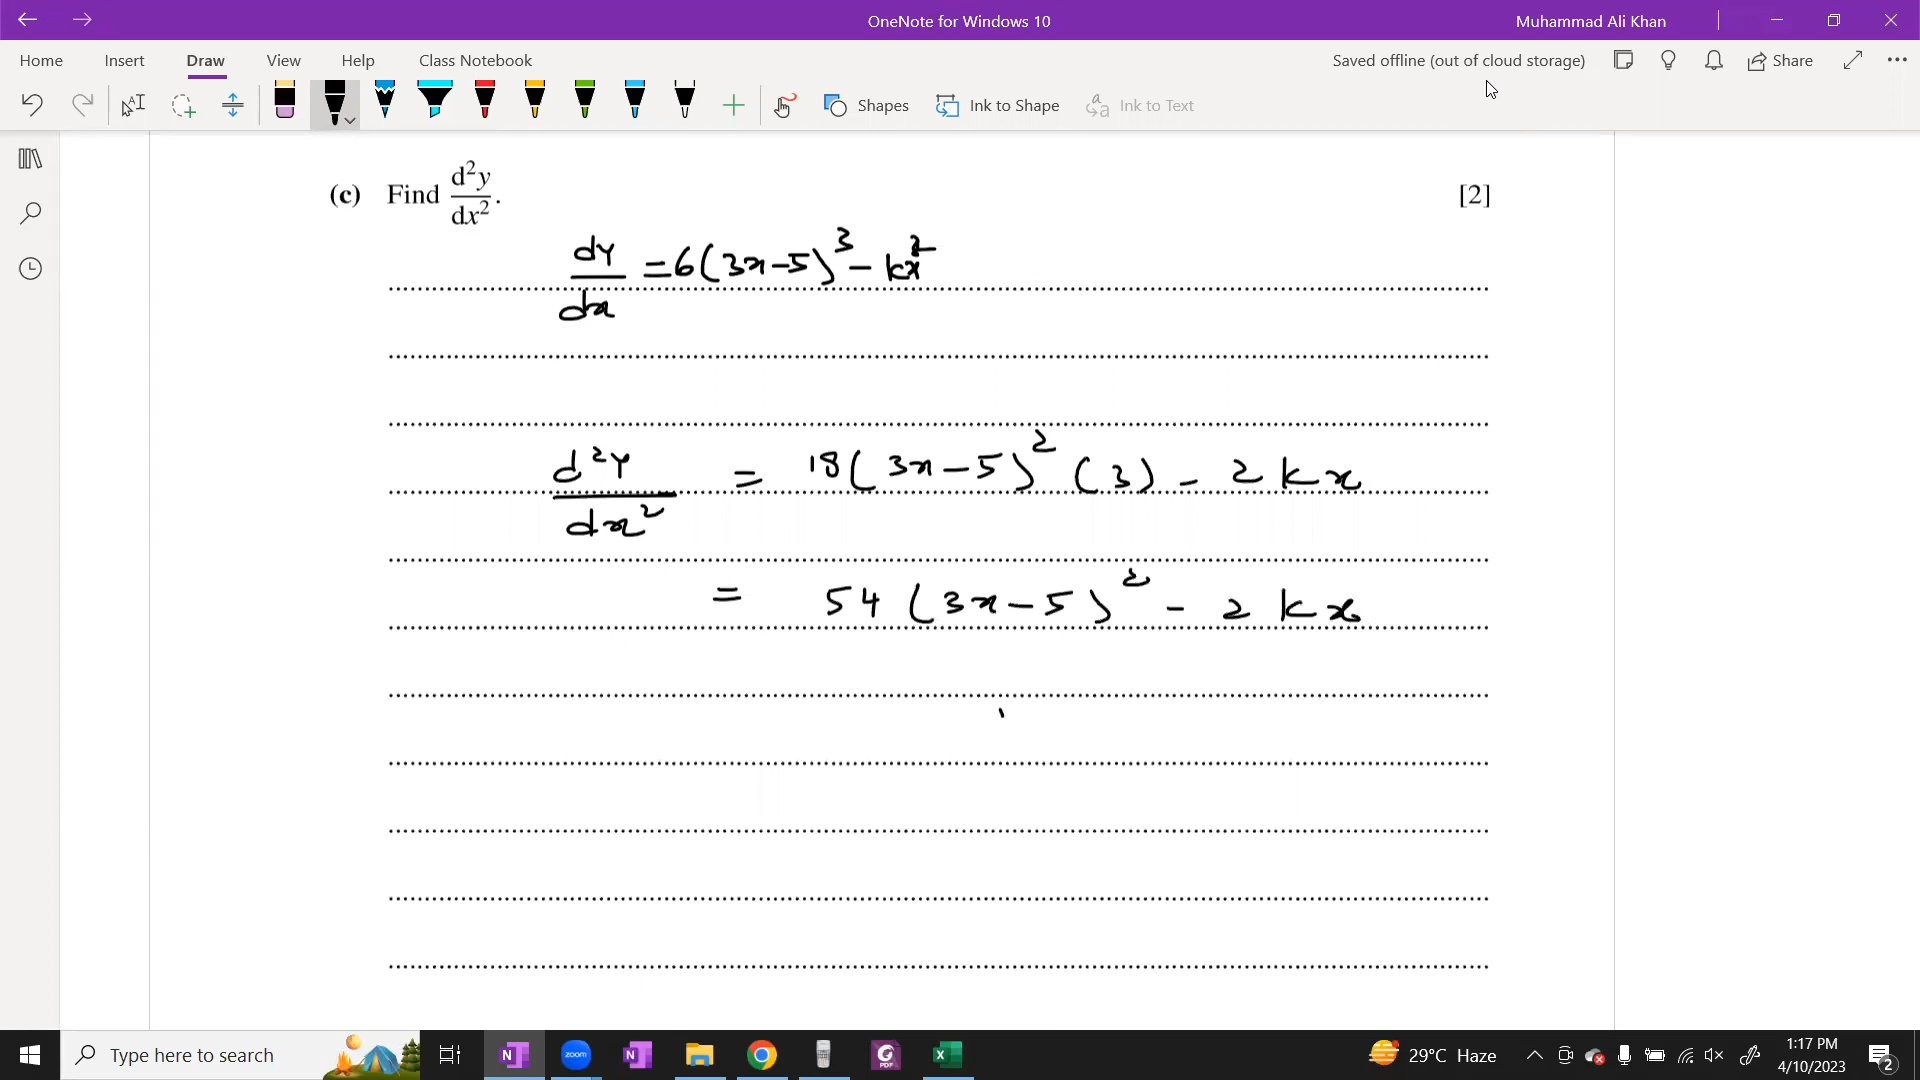 OneNote for Windows 10
Muhammad Ali Khan
Home Insert Draw View Help Class Notebook
Saved offline (out of cloud storage) Share
Shapes Ink to Shape Ink to Text
(c) Find d²y/dx². [2]
dy/dx = 6(3x-5)³ - kx²
d²y/dx² = 18(3x-5)² (3) - 2kx
= 54(3x-5)² - 2kx
Type here to search
zoom
29°C Haze
1:17 PM
4/10/2023
2